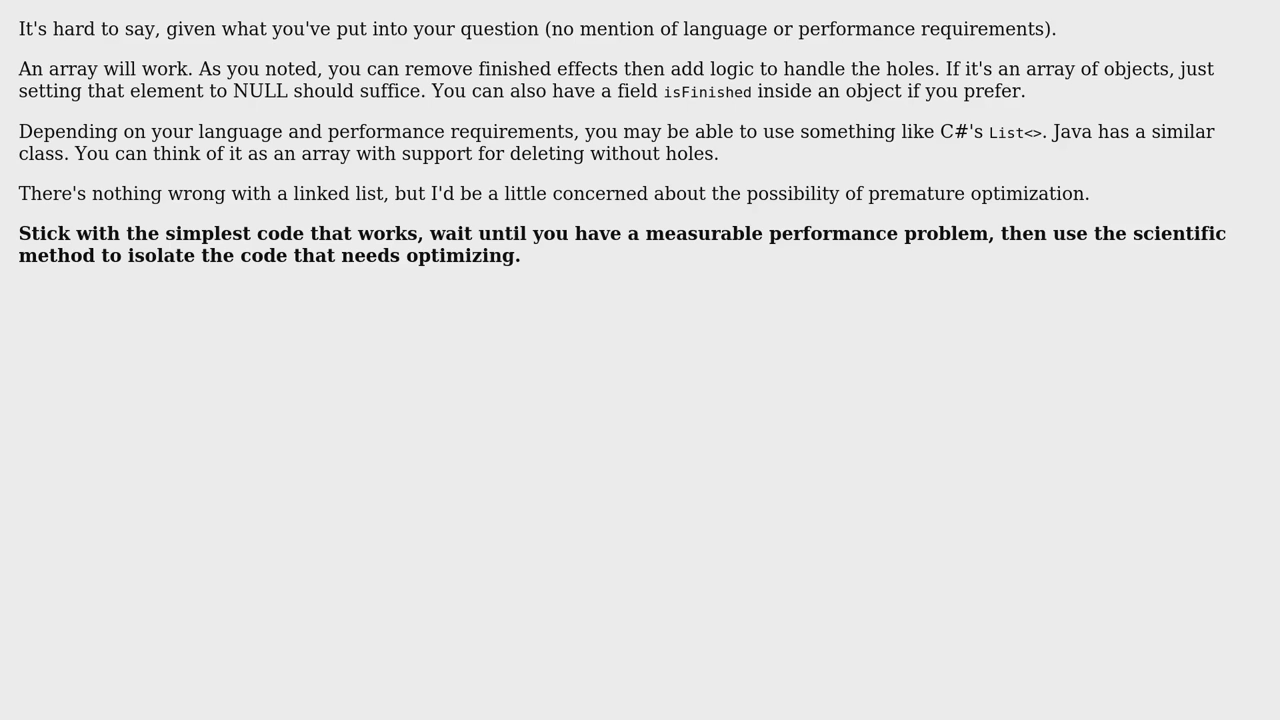 It's hard to say, given what you've put into your question (no mention of language or performance requirements).
An array will work. As you noted, you can remove finished effects then add logic to handle the holes. If it's an array of objects, just
setting that element to NULL should suffice. You can also have a field isFinished inside an object if you prefer.
Depending on your language and performance requirements, you may be able to use something like C#'s List<>. Java has a similar
class. You can think of it as an array with support for deleting without holes.
There's nothing wrong with a linked list, but I'd be a little concerned about the possibility of premature optimization.
Stick with the simplest code that works, wait until you have a measurable performance problem, then use the scientific
method to isolate the code that needs optimizing.